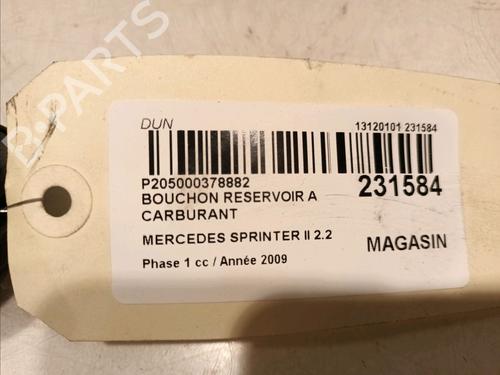 B-PARTS
DUN
13120101 231584
P205000378882
BOUCHON RESERVOIR A
CARBURANT
231584
MERCEDES SPRINTER II 2.2
MAGASIN
Phase 1 cc / Année 2009